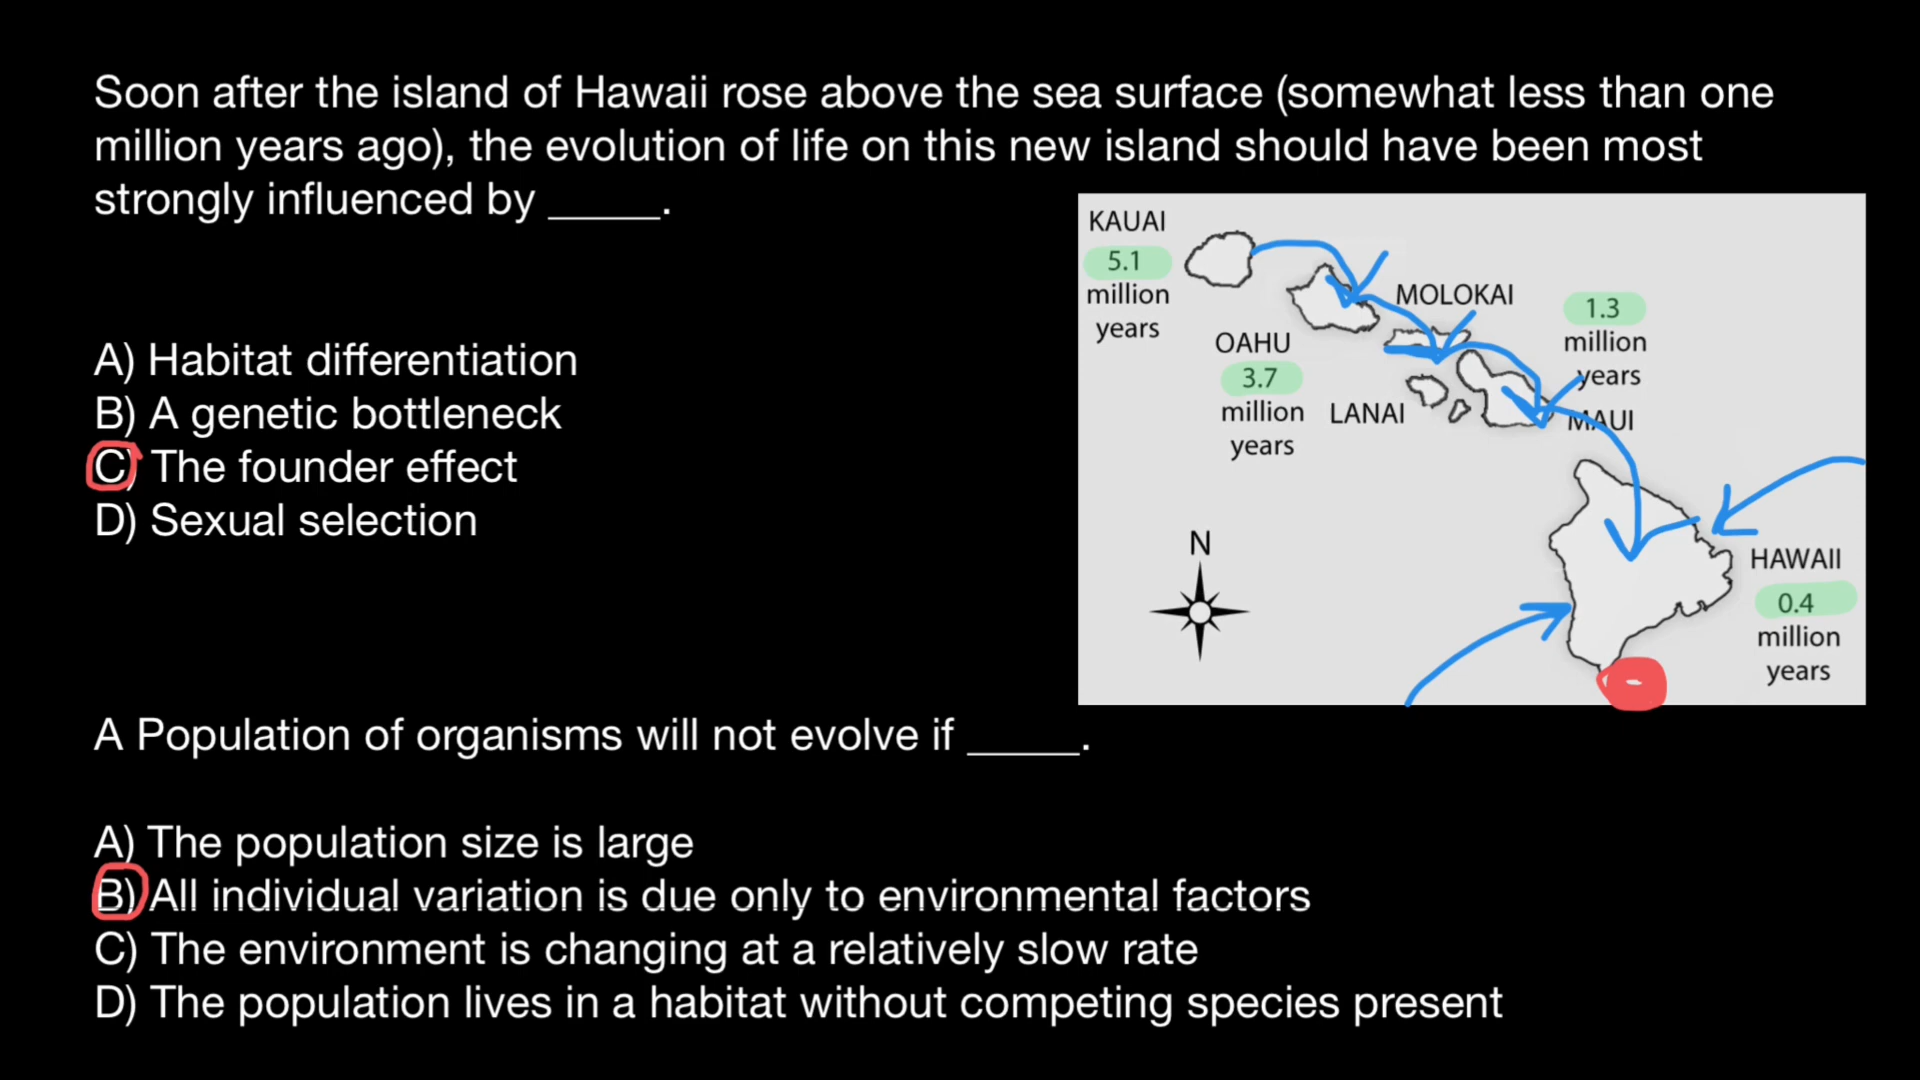 Soon after the island of Hawaii rose above the sea surface (somewhat less than one
million years ago), the evolution of life on this new island should have been most
strongly influenced by _____.
A) Habitat differentiation
B) A genetic bottleneck
C) The founder effect
D) Sexual selection
KAUAI
5.1
million
years
OAHU
3.7
million
years
MOLOKAI
LANAI
1.3
million
years
MAUI
N
HAWAII
0.4
million
years
A Population of organisms will not evolve if _____.
A) The population size is large
B) All individual variation is due only to environmental factors
C) The environment is changing at a relatively slow rate
D) The population lives in a habitat without competing species present